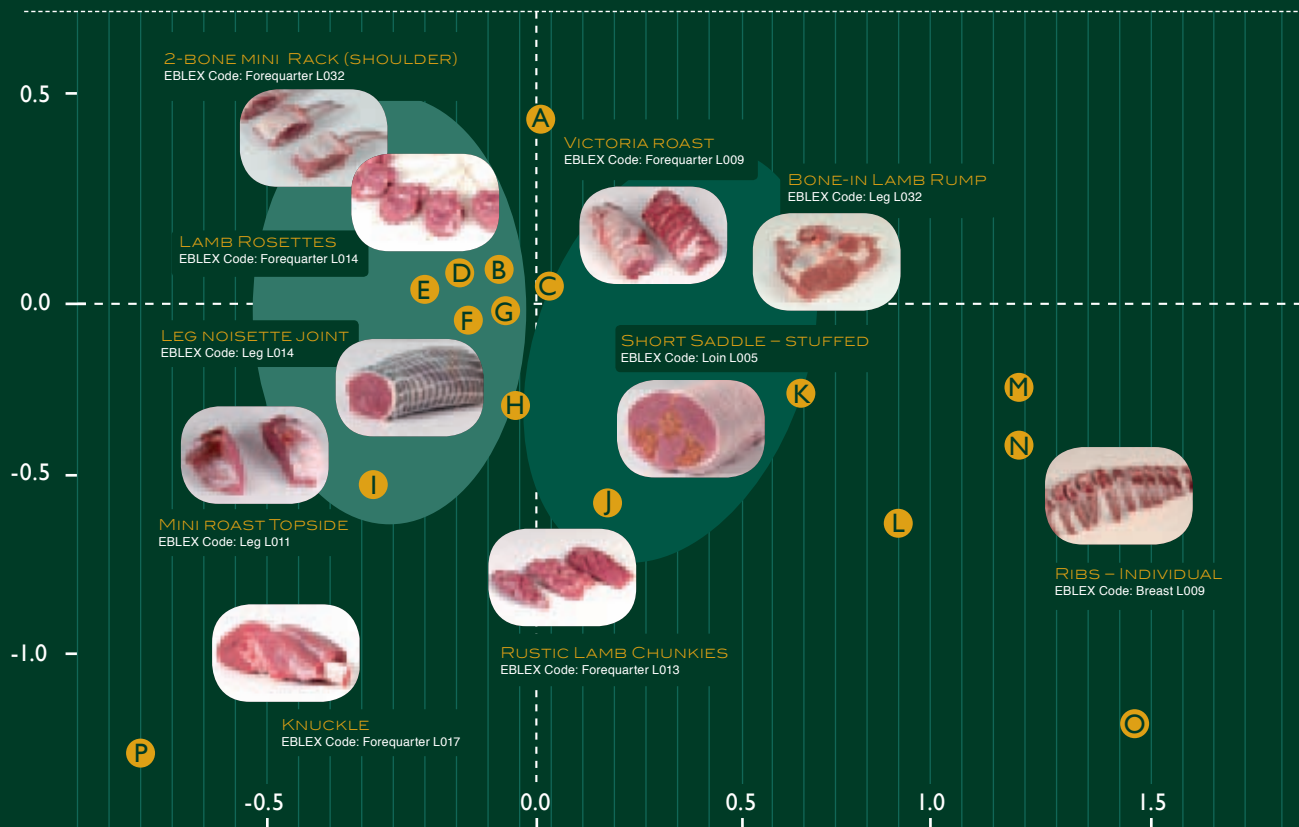 2-BONE MINI RACK (SHOULDER)
EBLEX Code: Forequarter L032
0.5
A
VICTORIA ROAST
EBLEX Code: Forequarter L009
BONE-IN LAMB RUMP
EBLEX Code: Leg L032
LAMB ROSETTES
EBLEX Code: Forequarter L014
B
D
E
C
0.0
G
F
LEG NOISETTE JOINT
EBLEX Code: Leg L014
SHORT SADDLE – STUFFED
EBLEX Code: Loin L005
K
M
H
N
-0.5
I
J
L
MINI ROAST TOPSIDE
EBLEX Code: Leg L011
RIBS – INDIVIDUAL
EBLEX Code: Breast L009
-1.0
RUSTIC LAMB CHUNKIES
EBLEX Code: Forequarter L013
KNUCKLE
EBLEX Code: Forequarter L017
O
P
-0.5
0.0
0.5
1.0
1.5